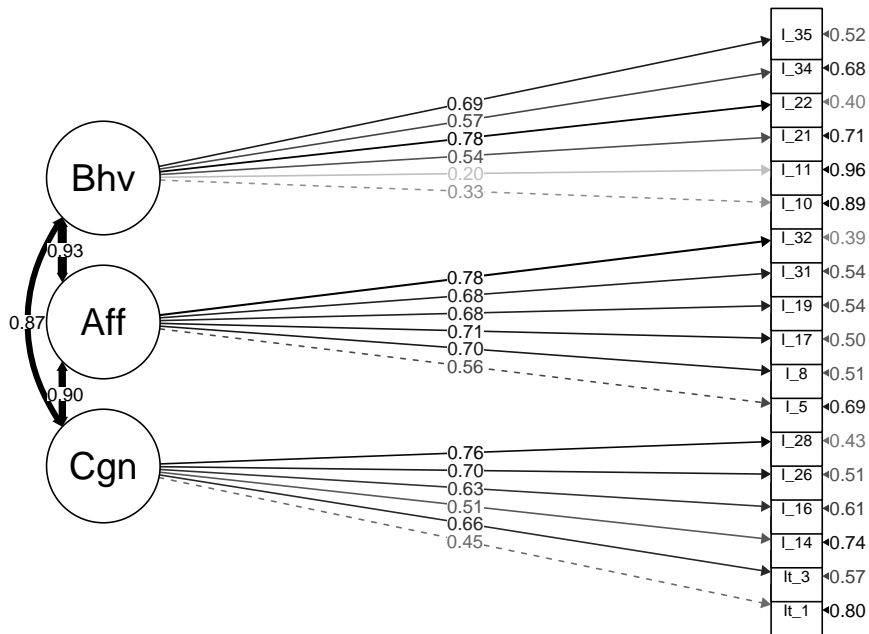 I_35 0.52
I_34 0.68
0.69
I_22 0.40
0.57
0.78
I_21 0.71
0.54
I_11 0.96
0.20
Bhv
0.33
I_10 0.89
I_32 0.39
0.93
I_31 0.54
0.78
0.68
I_19 0.54
0.68
0.87
Aff
0.71
I_17 0.50
0.70
0.56
I_8 0.51
0.90
I_5 0.69
I_28 0.43
0.76
Cgn
0.70
I_26 0.51
0.63
0.51
I_16 0.61
0.66
0.45
I_14 0.74
It_3 0.57
It_1 0.80